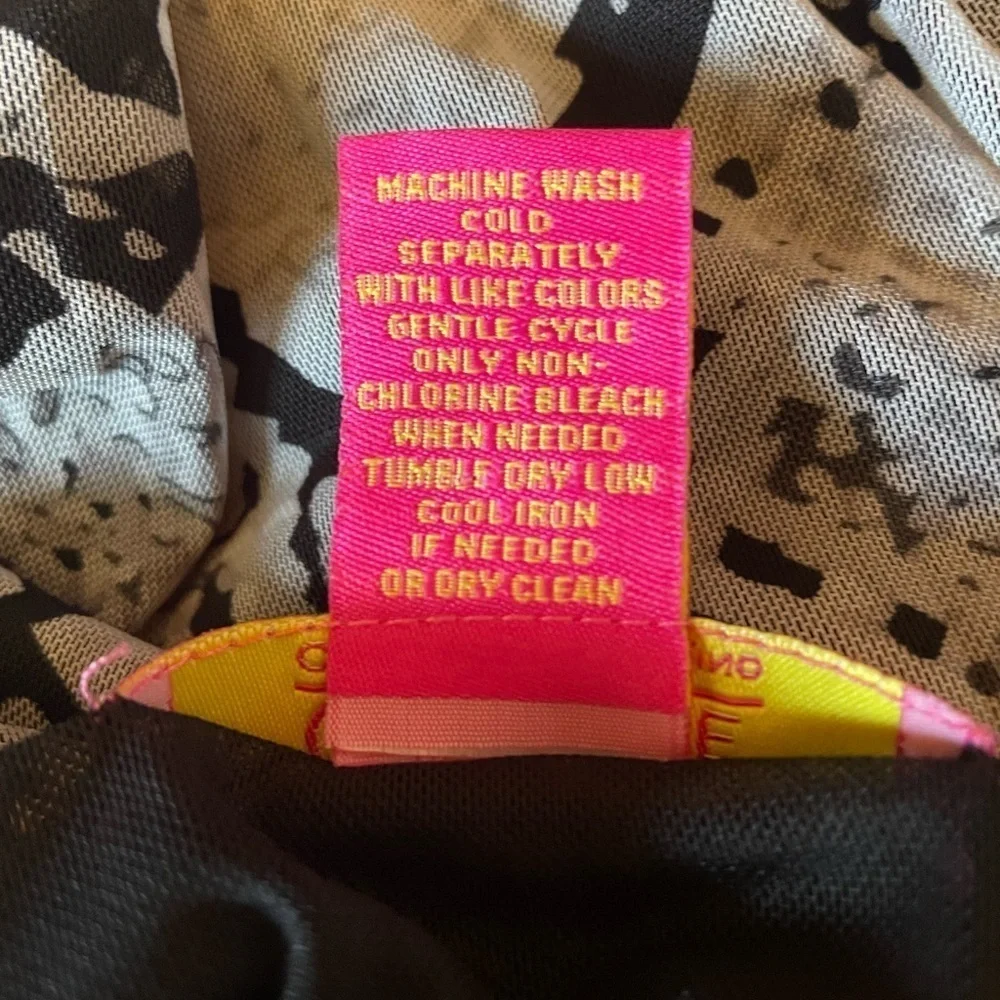 MACHINE WASH
COLD
SEPARATELY
WITH LIKE COLORS
GENTLE CYCLE
ONLY NON-
CHLORINE BLEACH
WHEN NEEDED
TUMBLE DRY LOW
COOL IRON
IF NEEDED
OR DRY CLEAN